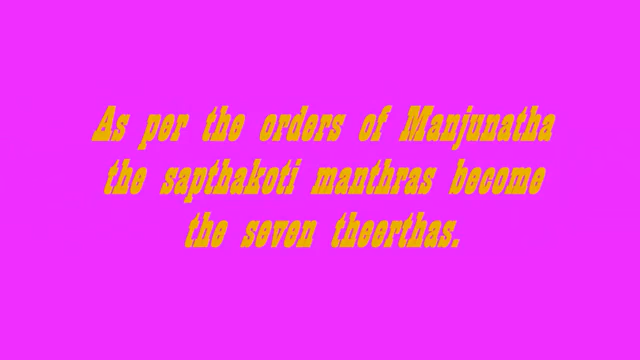 As per the orders of Manjunatha
the sapthakoti manthras become
the seven theerthas.